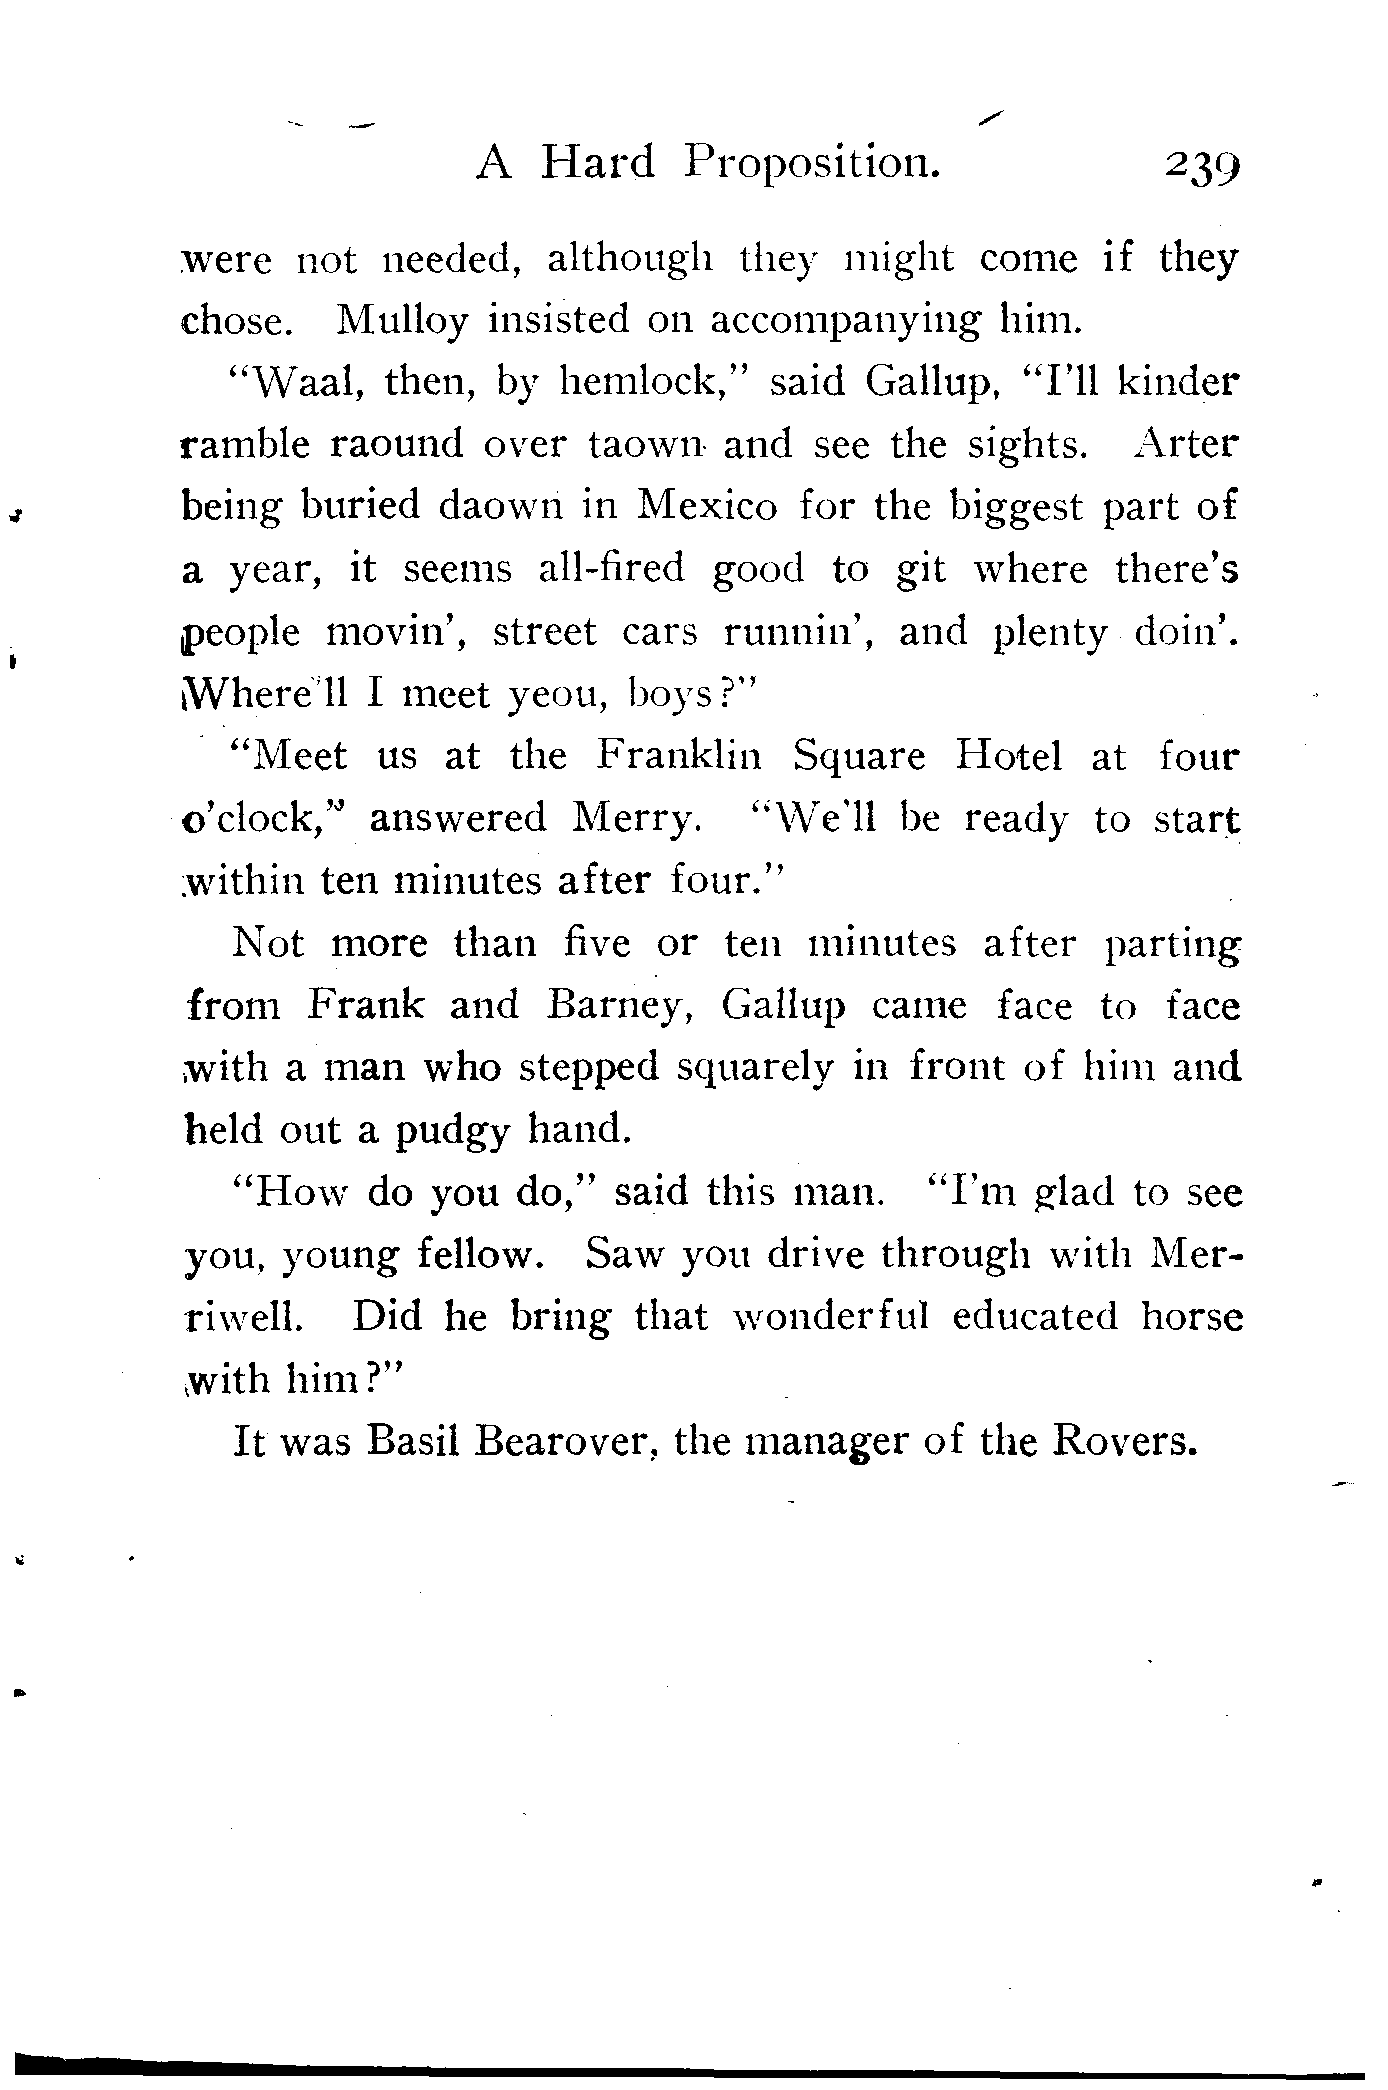 A Hard Proposition. 239
were not needed, although they might come if they
chose. Mulloy insisted on accompanying him.
“Waal, then, by hemlock,” said Gallup, “I’ll kinder
ramble raound over taown and see the sights. Arter
being buried daown in Mexico for the biggest part of
a year, it seems all-fired good to git where there’s
people movin’, street cars runnin’, and plenty doin’.
Where’ll I meet yeou, boys?”
“Meet us at the Franklin Square Hotel at four
o’clock,” answered Merry. “We’ll be ready to start
within ten minutes after four.”
Not more than five or ten minutes after parting
from Frank and Barney, Gallup came face to face
with a man who stepped squarely in front of him and
held out a pudgy hand.
“How do you do,” said this man. “I’m glad to see
you, young fellow. Saw you drive through with Mer-
riwell. Did he bring that wonderful educated horse
with him?”
It was Basil Bearover, the manager of the Rovers.